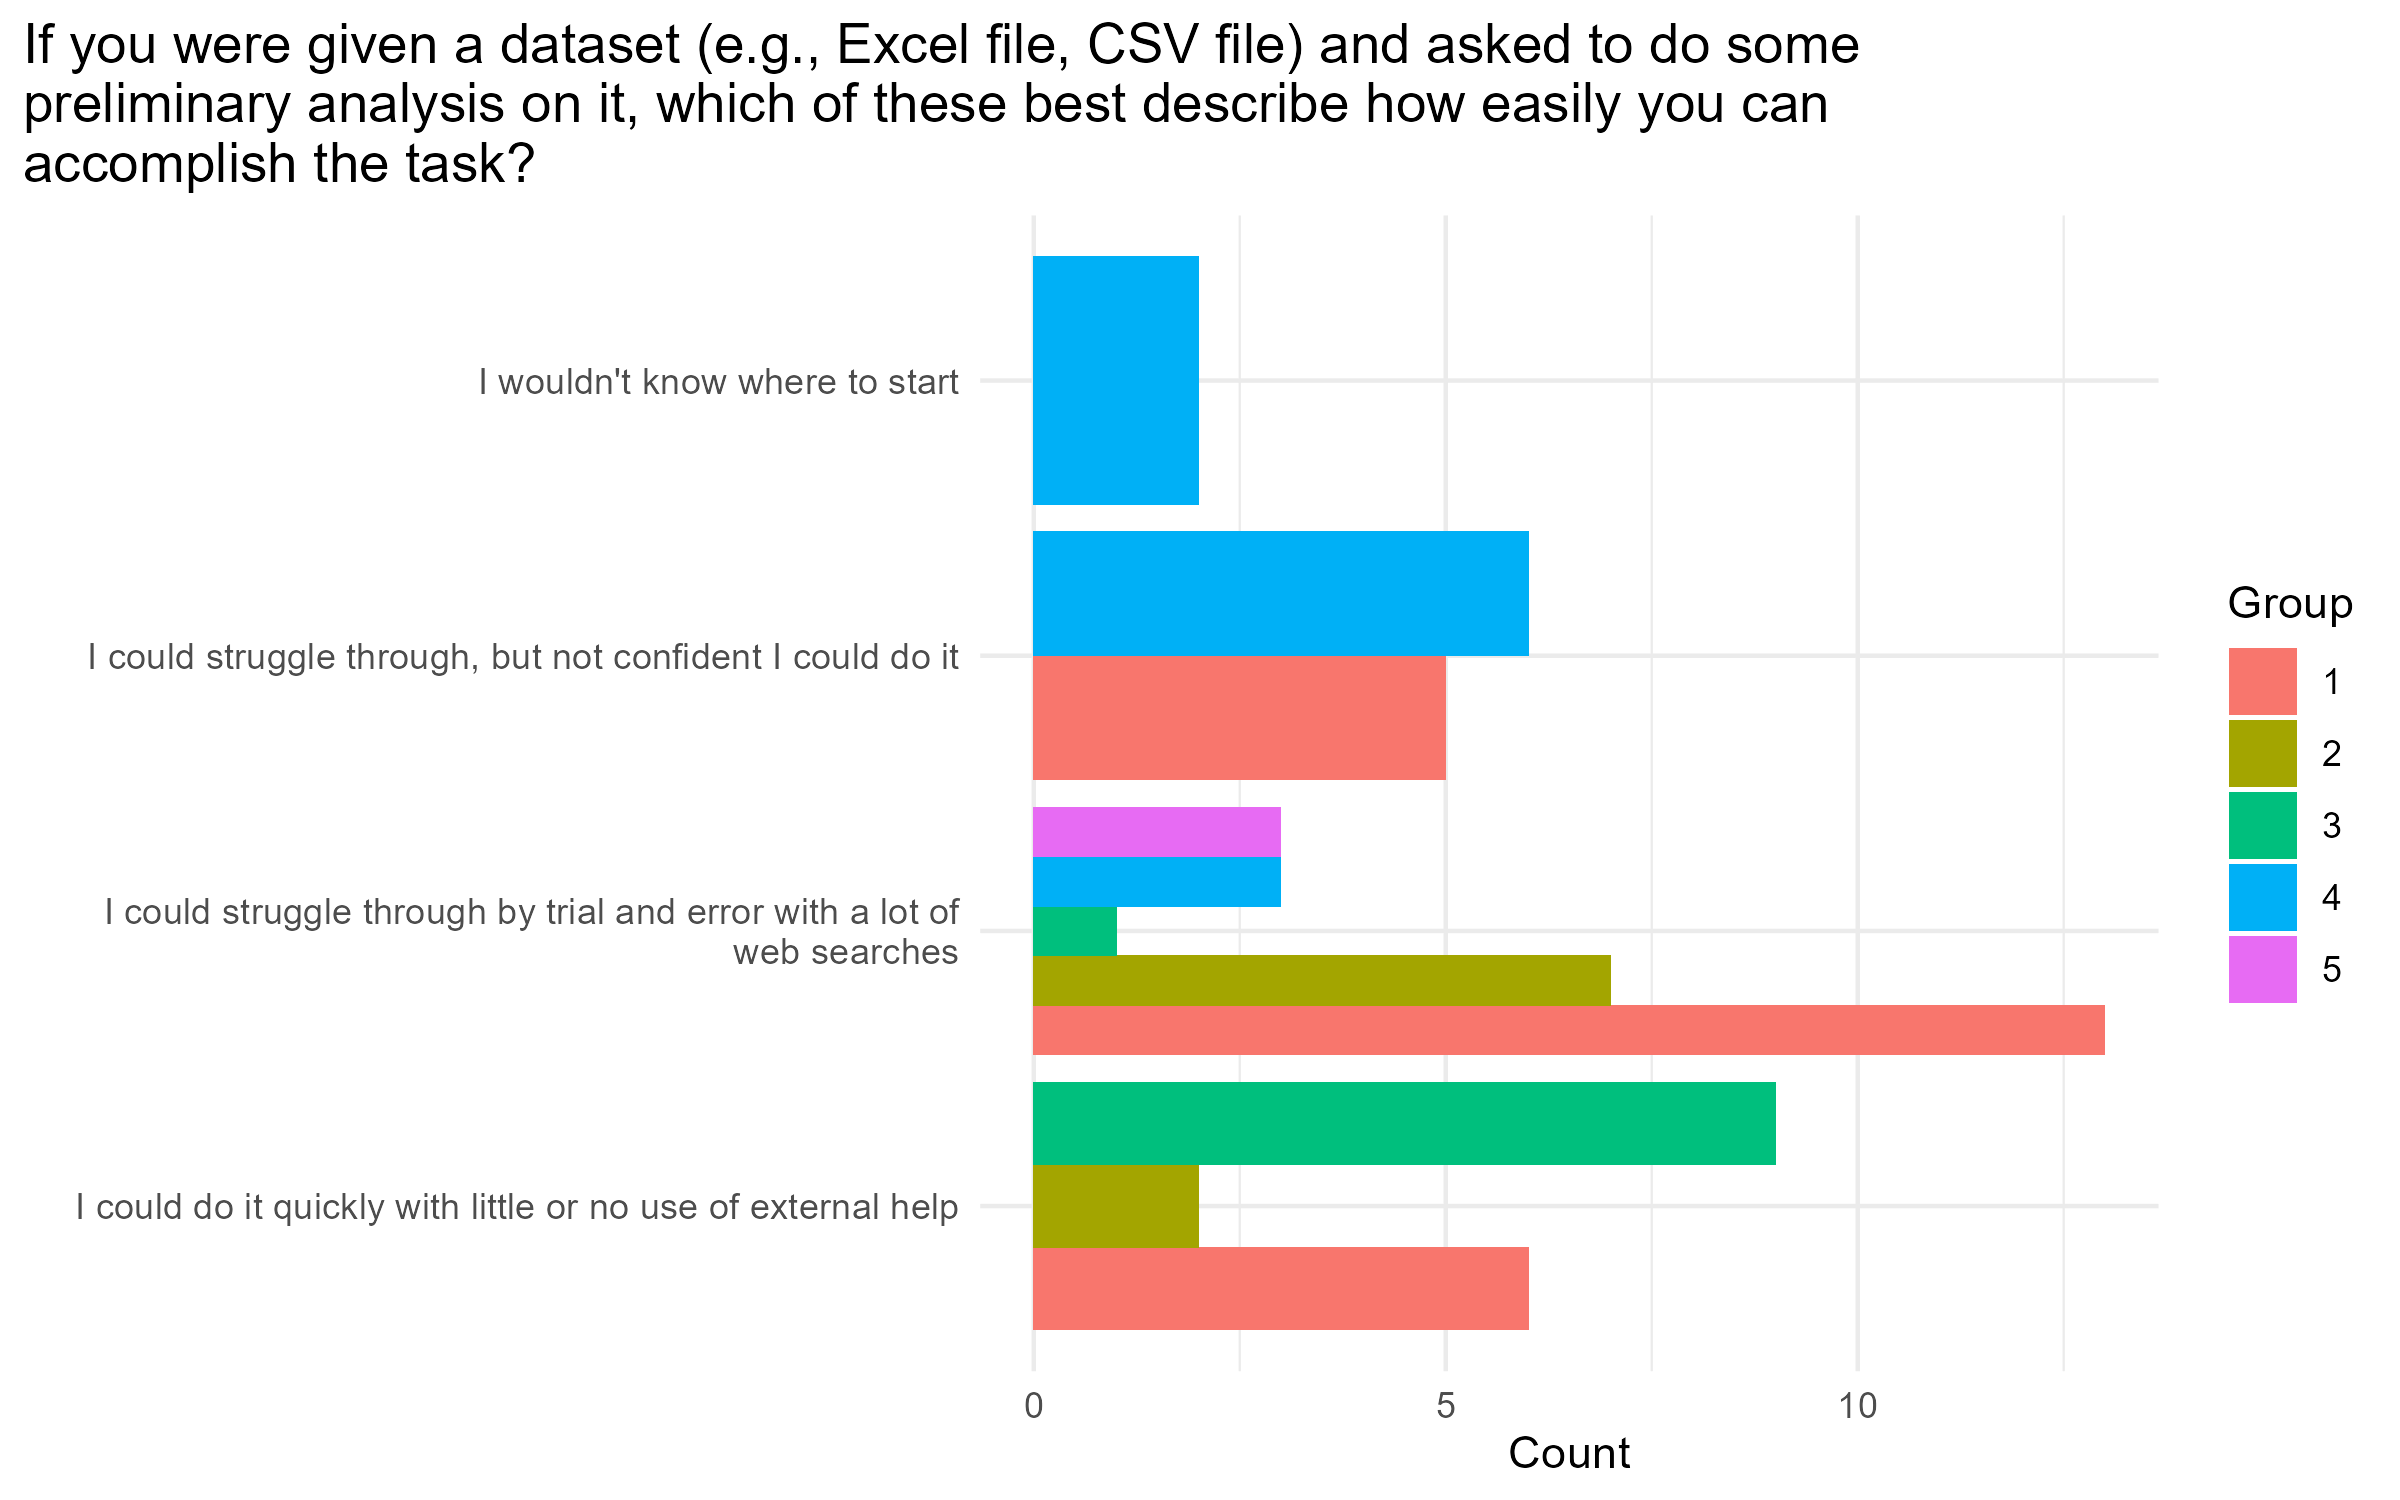 If you were given a dataset (e.g., Excel file, CSV file) and asked to do some
preliminary analysis on it, which of these best describe how easily you can
accomplish the task?
I wouldn't know where to start
I could struggle through, but not confident I could do it
I could struggle through by trial and error with a lot of
web searches
I could do it quickly with little or no use of external help
0
5
10
Count
Group
1
2
3
4
5